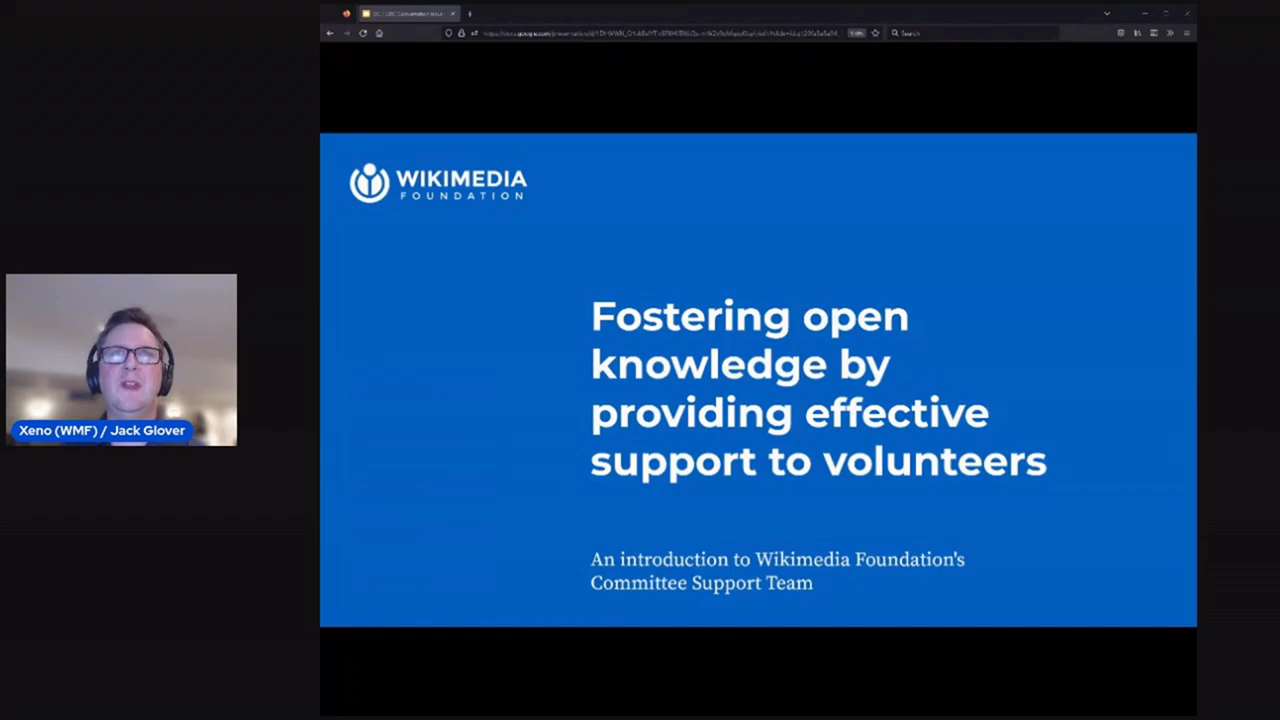 Search
WIKIMEDIA
FOUNDATION
Fostering open
knowledge by
providing effective
support to volunteers
An introduction to Wikimedia Foundation's
Committee Support Team
Xeno (WMF) / Jack Glover